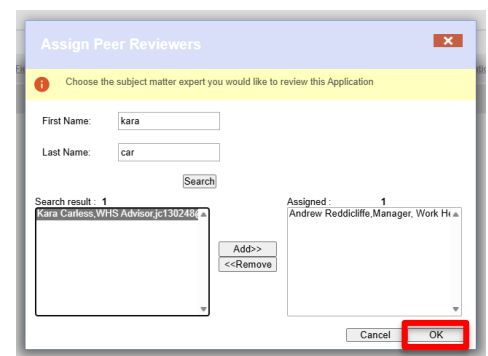 Assign Peer Reviewers
Choose the subject matter expert you would like to review this Application
First Name: kara
Last Name: car
Search
Search result : 1
Assigned : 1
Kara Carless,WHS Advisor,jc130248
Andrew Reddicliffe,Manager, Work He
Add>>
<<Remove
Cancel
OK